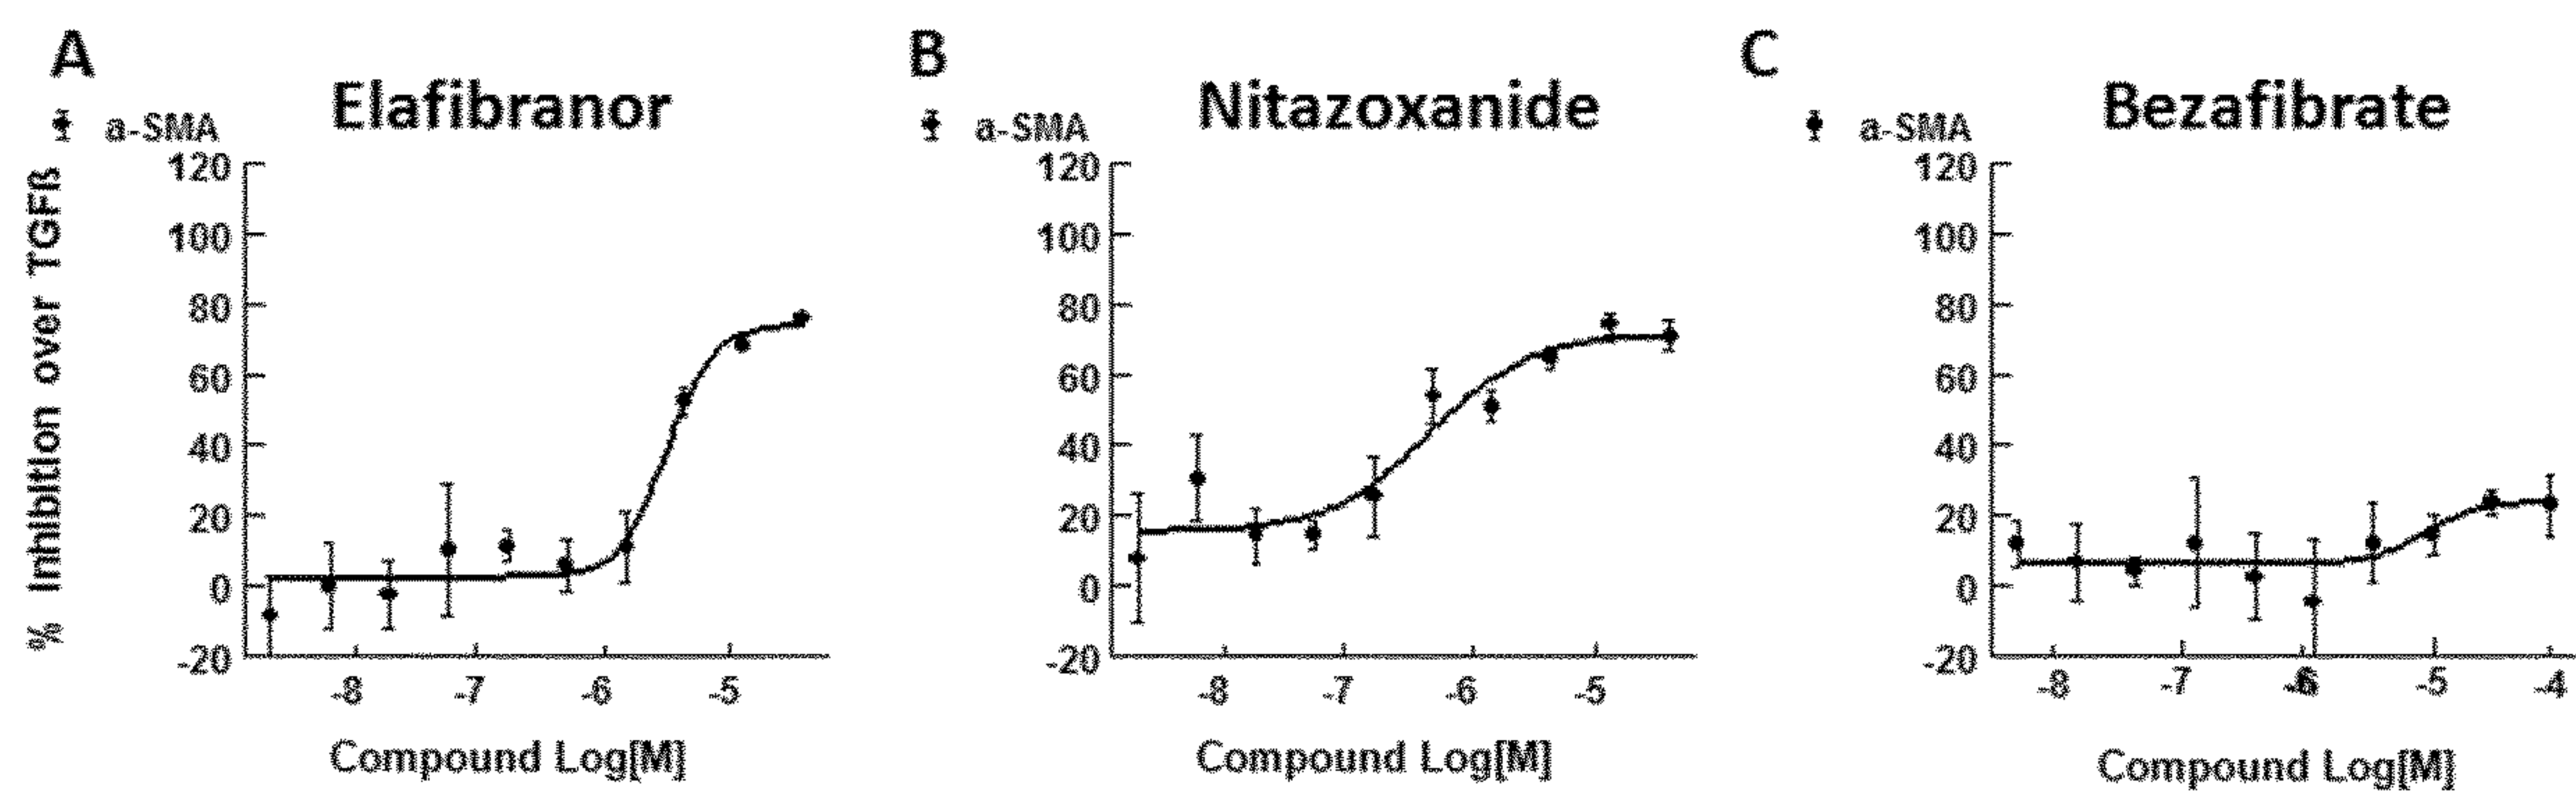 A
Elafibranor
a-SMA
% Inhibition over TGFß
120
100
80
60
40
20
0
-20
-8 -7 -6 -5
Compound Log[M]
B
Nitazoxanide
a-SMA
120
100
80
60
40
20
0
-20
-8 -7 -6 -5
Compound Log[M]
C
Bezafibrate
a-SMA
120
100
80
60
40
20
0
-20
-8 -7 -6 -5 -4
Compound Log[M]